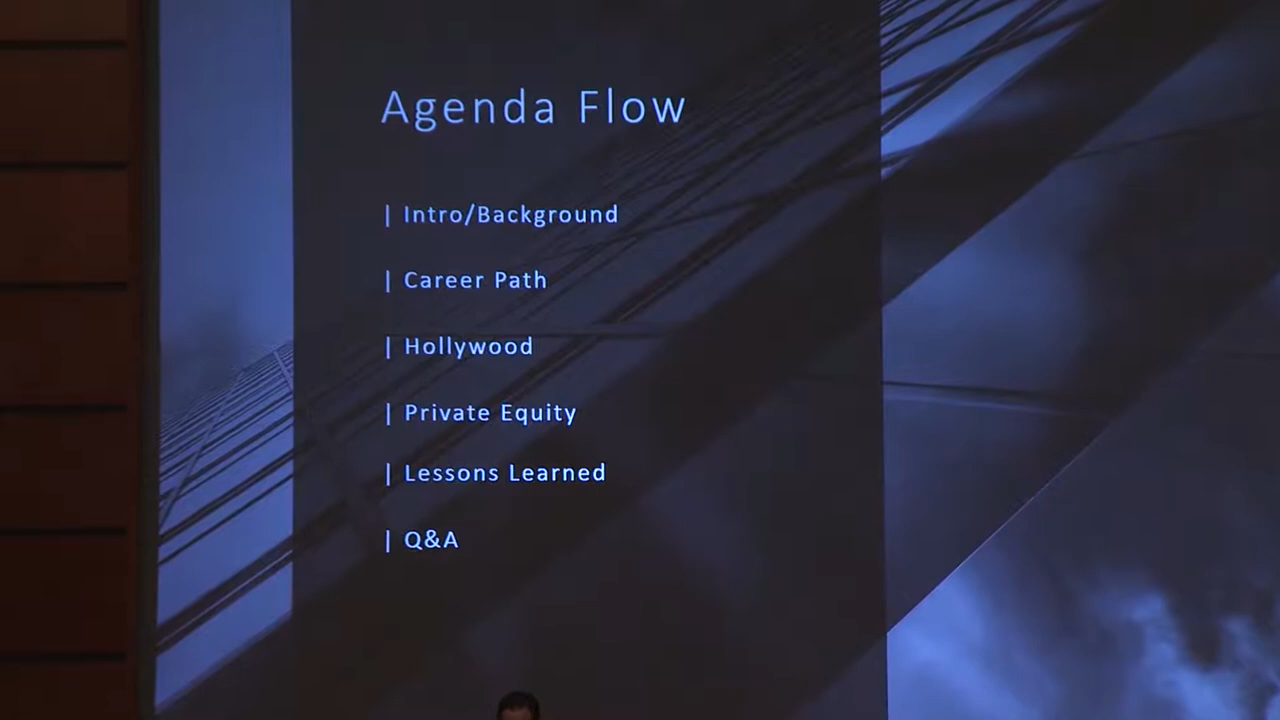 Agenda Flow
| Intro/Background
| Career Path
| Hollywood
| Private Equity
| Lessons Learned
| Q&A